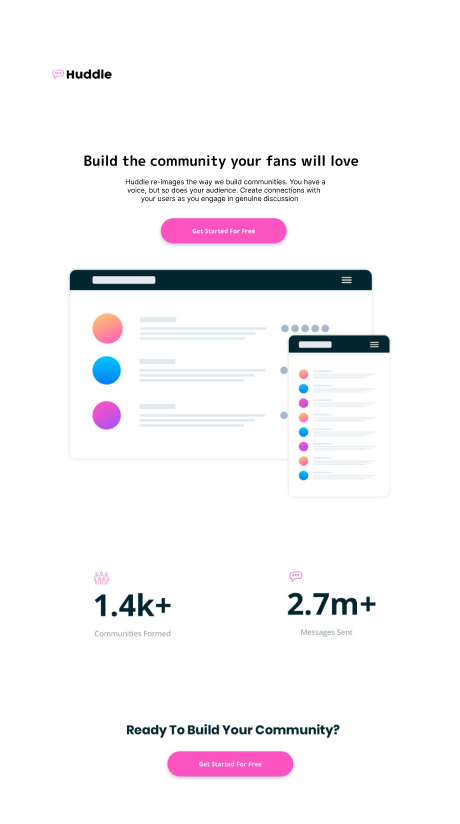 Huddle
Build the community your fans will love
Huddle re-images the way we build communities. You have a
voice, but so does your audience. Create connections with
your users as you engage in genuine discussion
Get Started For Free
1.4k+
Communities Formed
2.7m+
Messages Sent
Ready To Build Your Community?
Get Started For Free